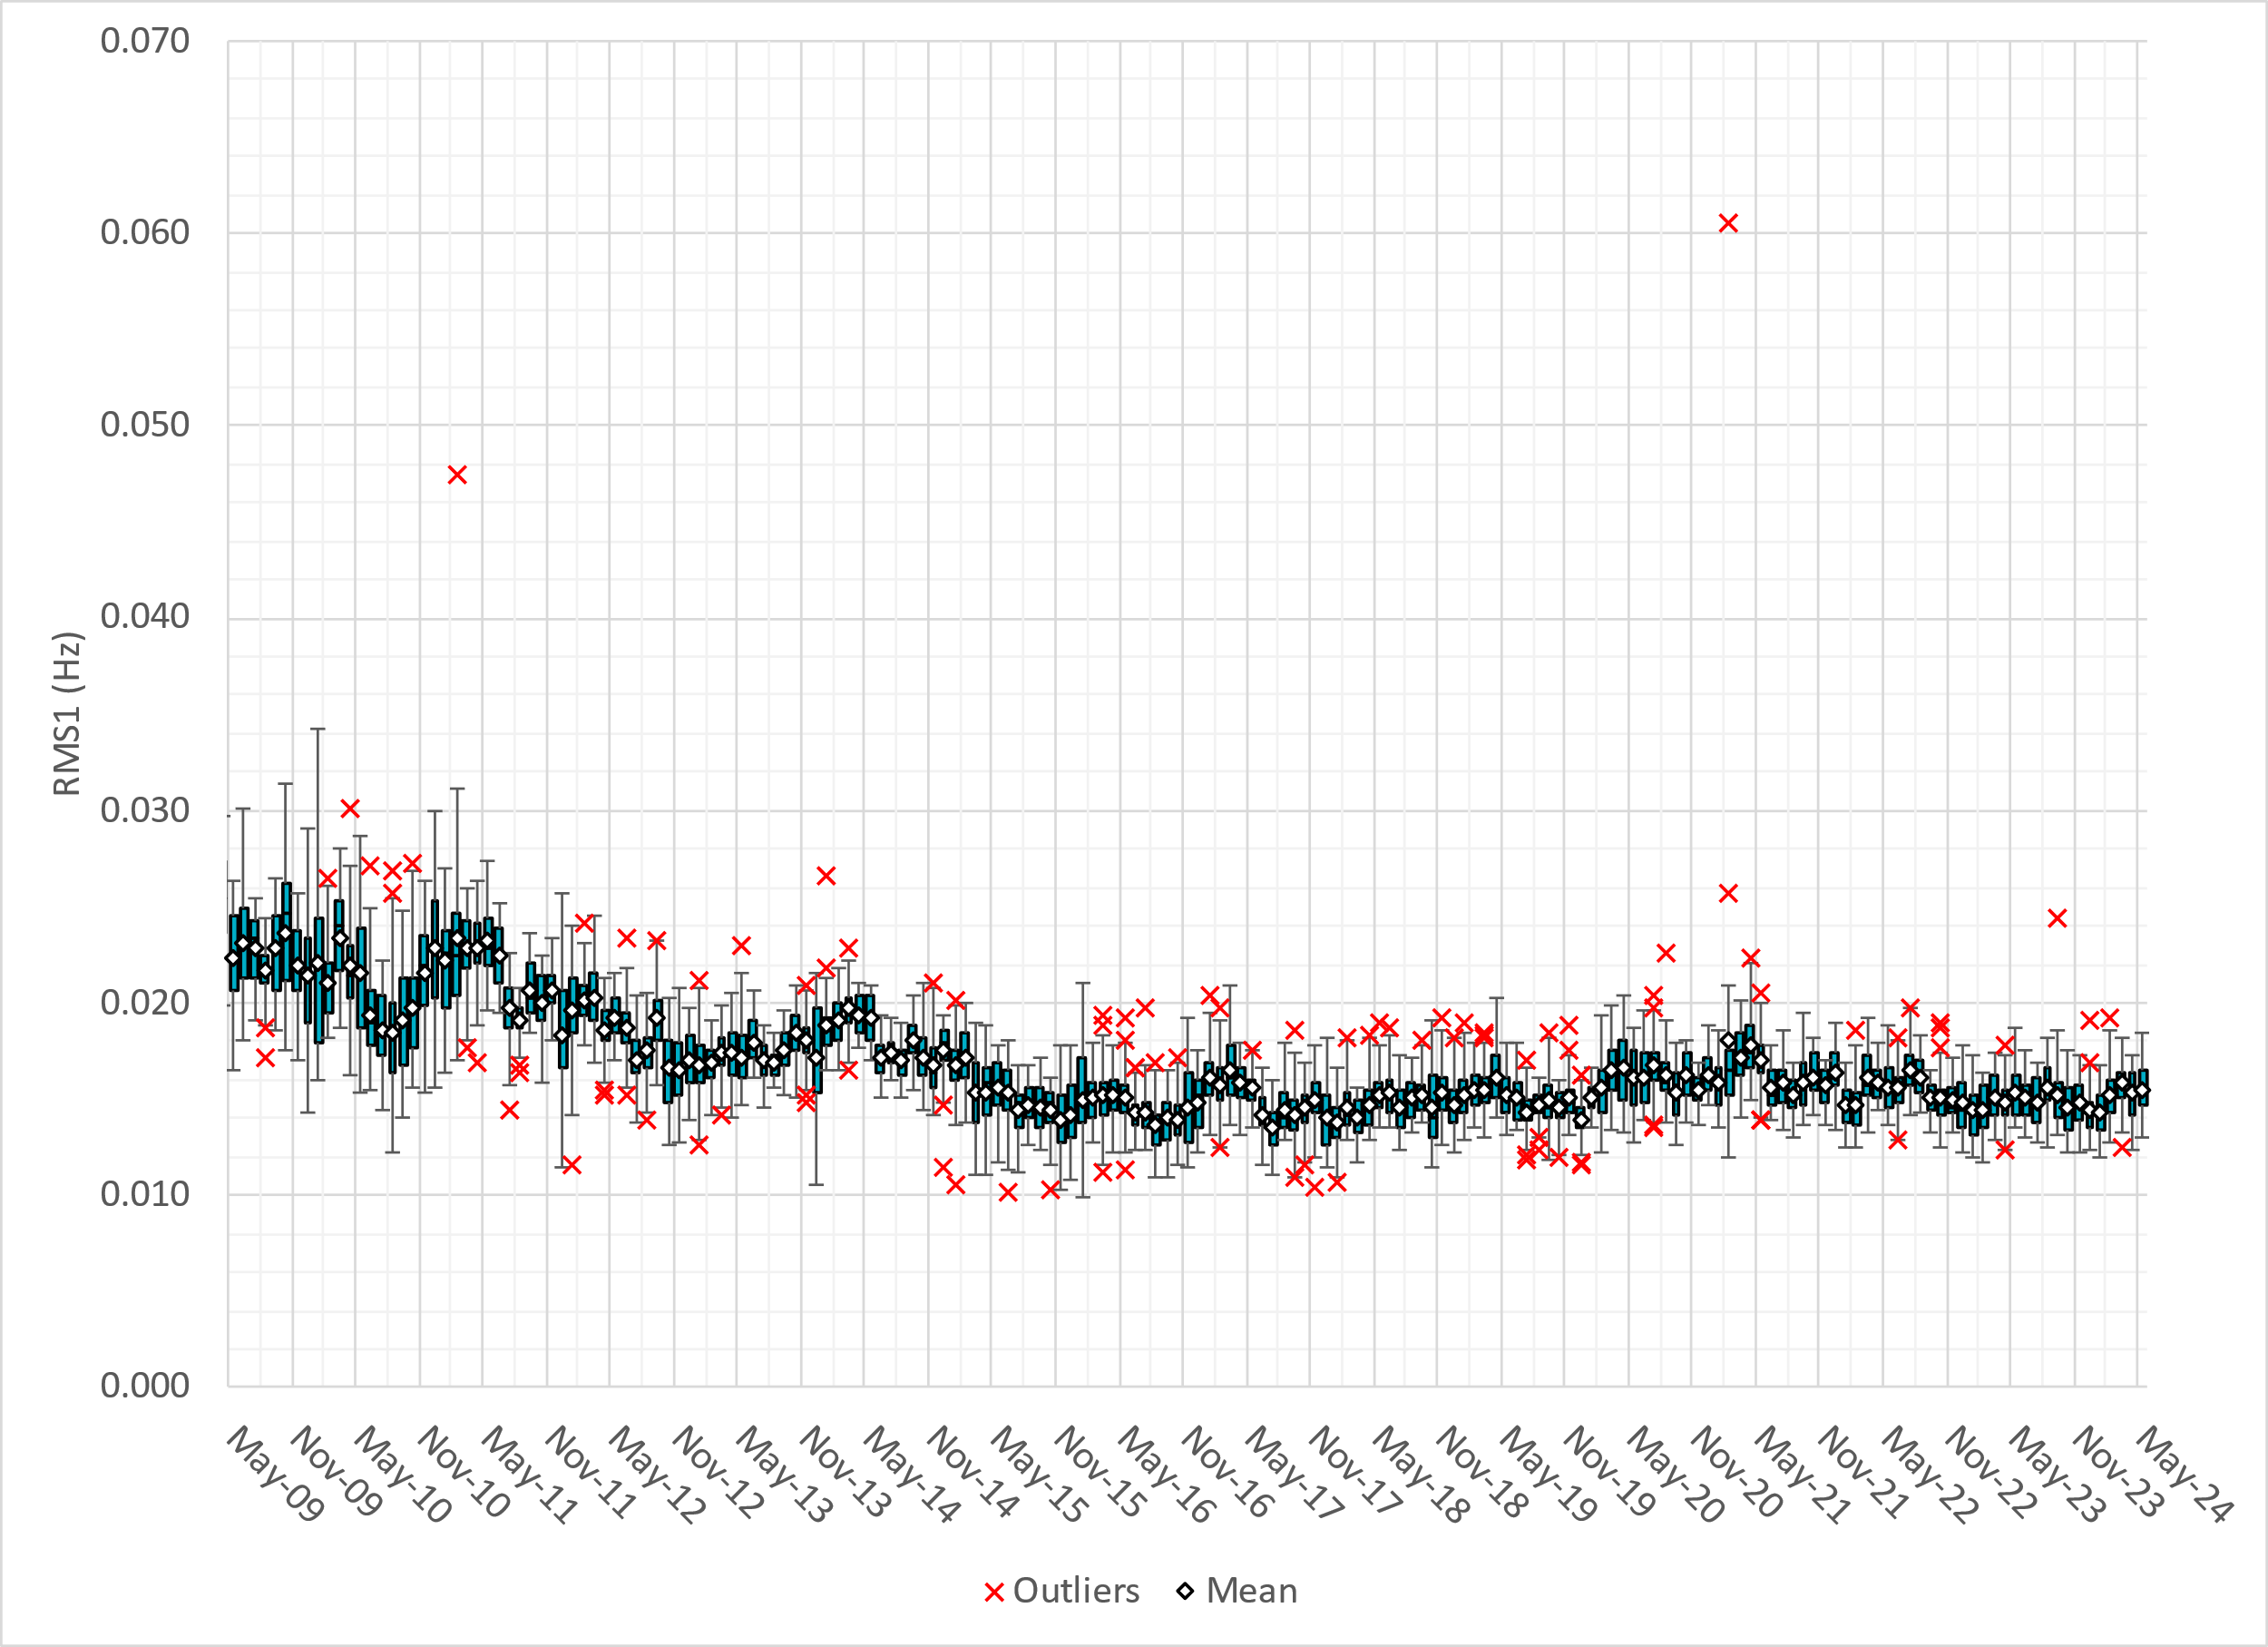 0.070
0.060
0.050
0.040
0.030
0.020
0.010
0.000
RMS1 (Hz)
May-09
Nov-09
May-10
Nov-10
May-11
Nov-11
May-12
Nov-12
May-13
Nov-13
May-14
Nov-14
May-15
Nov-15
May-16
Nov-16
May-17
Nov-17
May-18
Nov-18
May-19
Nov-19
May-20
Nov-20
May-21
Nov-21
May-22
Nov-22
May-23
Nov-23
May-24
Outliers Mean